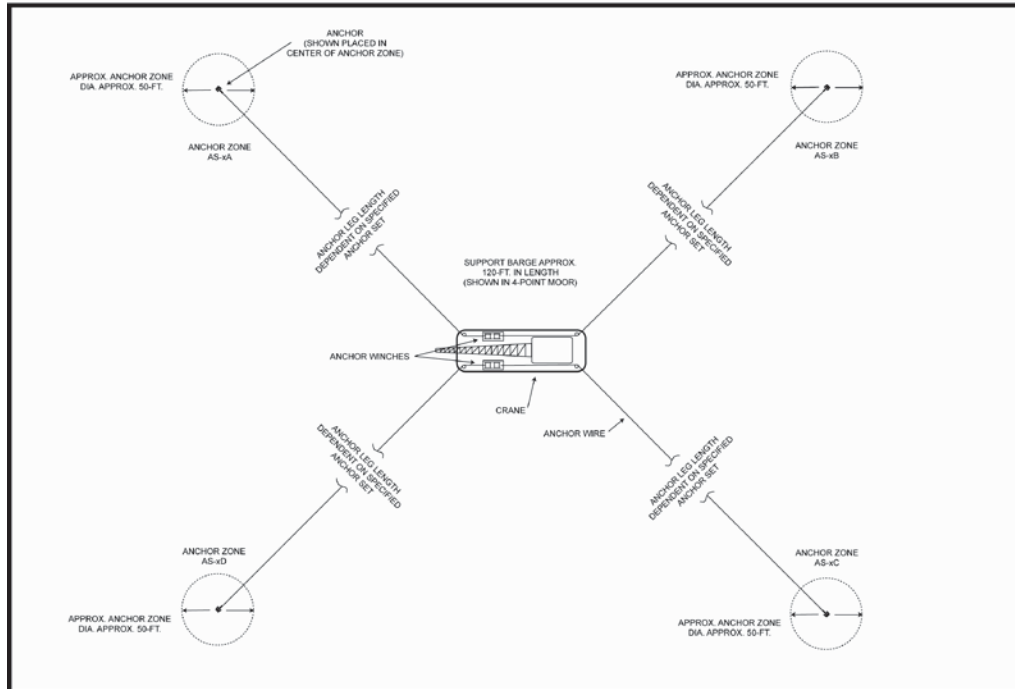 ANCHOR
(SHOWN PLACED IN
CENTER OF ANCHOR ZONE)
APPROX. ANCHOR ZONE
DIA. APPROX. 50-FT.
APPROX. ANCHOR ZONE
DIA. APPROX. 50-FT.
ANCHOR ZONE
AS-xA
ANCHOR ZONE
AS-xB
ANCHOR LEG LENGTH
DEPENDENT ON SPECIFIED
ANCHOR SET
ANCHOR LEG LENGTH
DEPENDENT ON SPECIFIED
ANCHOR SET
SUPPORT BARGE APPROX.
120-FT. IN LENGTH
(SHOWN IN 4-POINT MOOR)
ANCHOR WINCHES
CRANE
ANCHOR WIRE
ANCHOR LEG LENGTH
DEPENDENT ON SPECIFIED
ANCHOR SET
ANCHOR LEG LENGTH
DEPENDENT ON SPECIFIED
ANCHOR SET
ANCHOR ZONE
AS-xD
ANCHOR ZONE
AS-xC
APPROX. ANCHOR ZONE
DIA. APPROX. 50-FT.
APPROX. ANCHOR ZONE
DIA. APPROX. 50-FT.